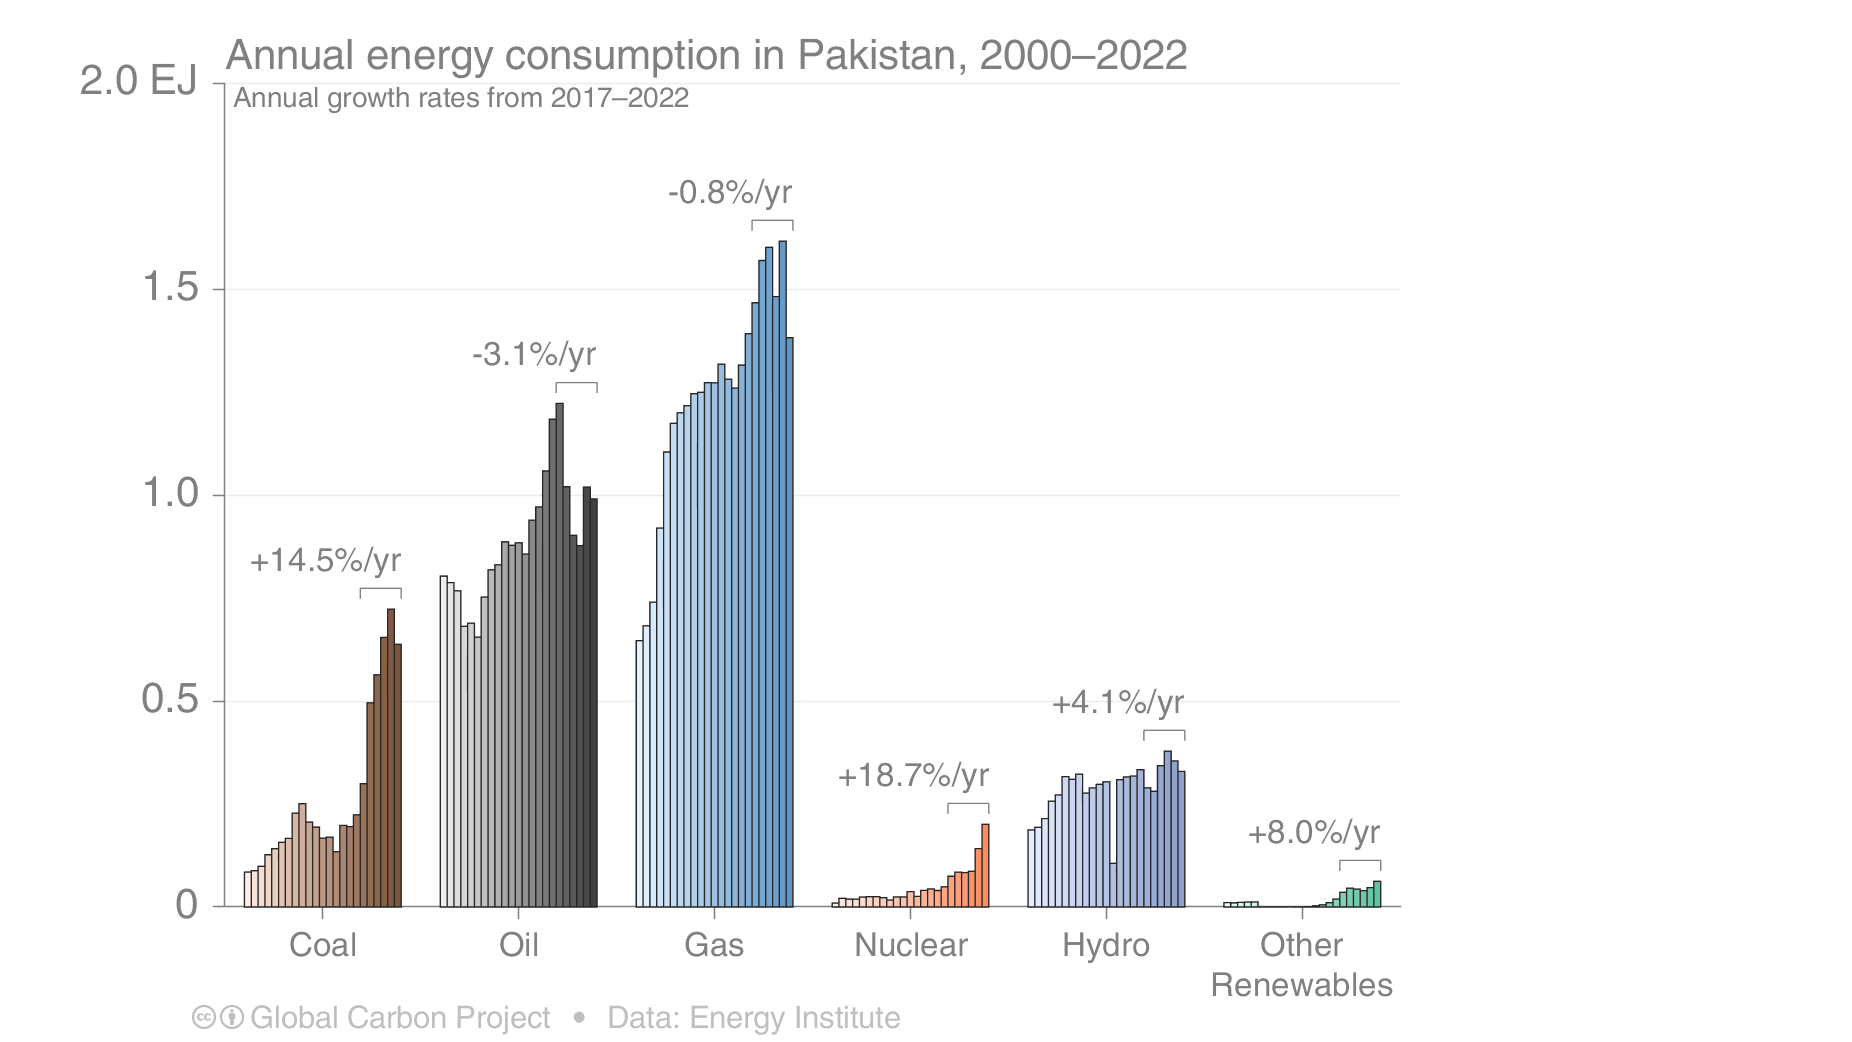 Annual energy consumption in Pakistan, 2000–2022
2.0 EJ
Annual growth rates from 2017–2022
-0.8%/yr
1.5
-3.1%/yr
1.0
+14.5%/yr
0.5
+4.1%/yr
+18.7%/yr
+8.0%/yr
0
Coal Oil Gas Nuclear Hydro Other
Renewables
cc Global Carbon Project • Data: Energy Institute